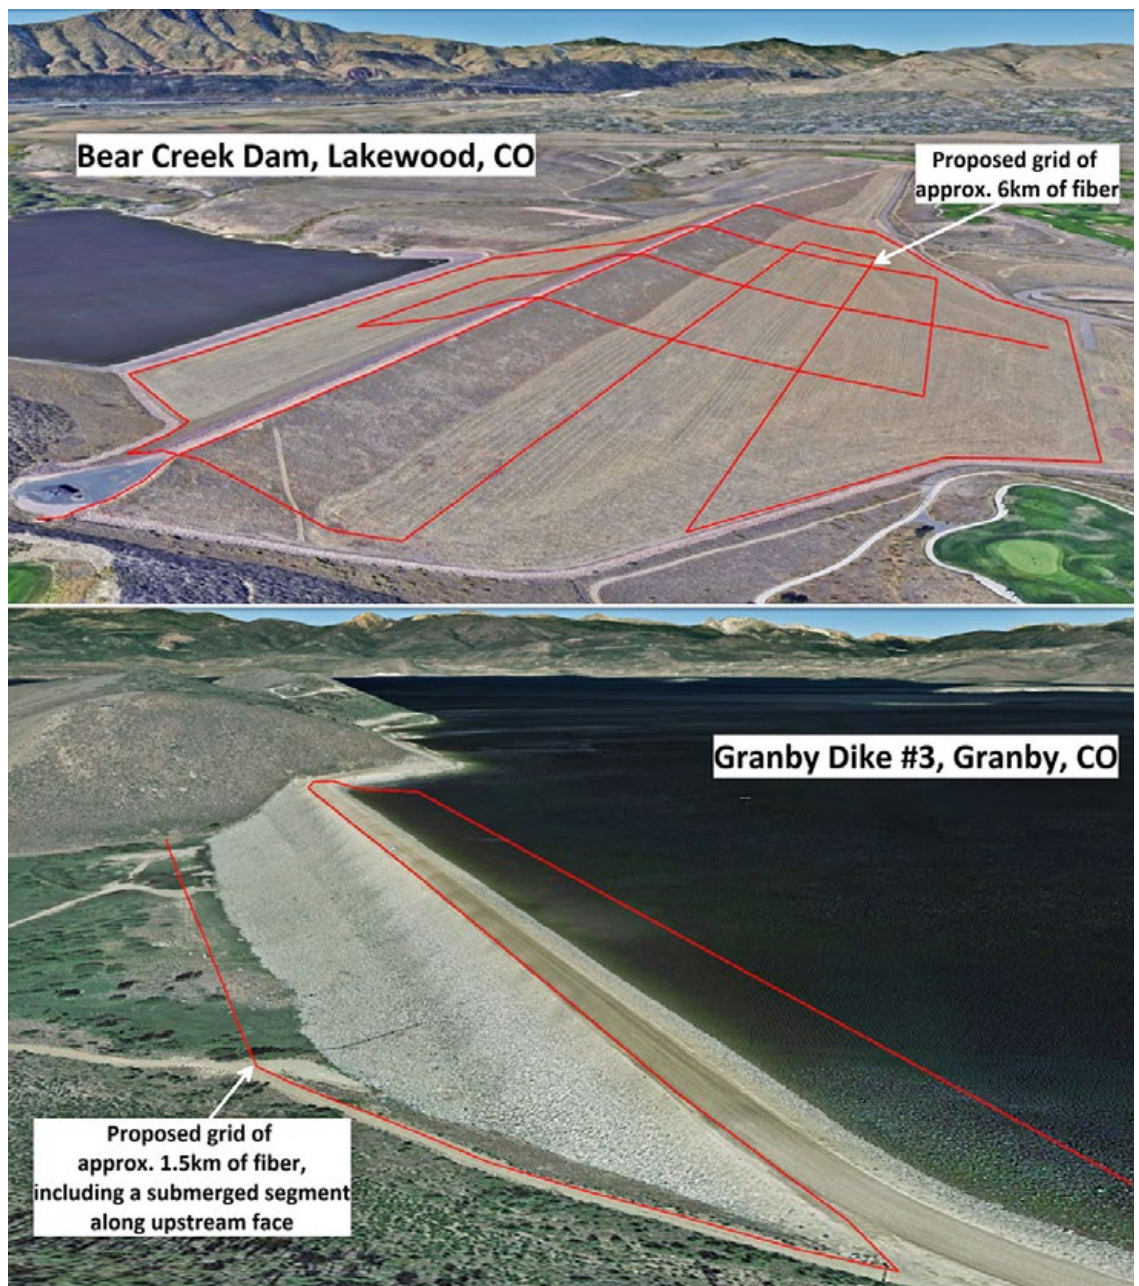 Bear Creek Dam, Lakewood, CO
Proposed grid of
approx. 6km of fiber
Granby Dike #3, Granby, CO
Proposed grid of
approx. 1.5km of fiber,
including a submerged segment
along upstream face